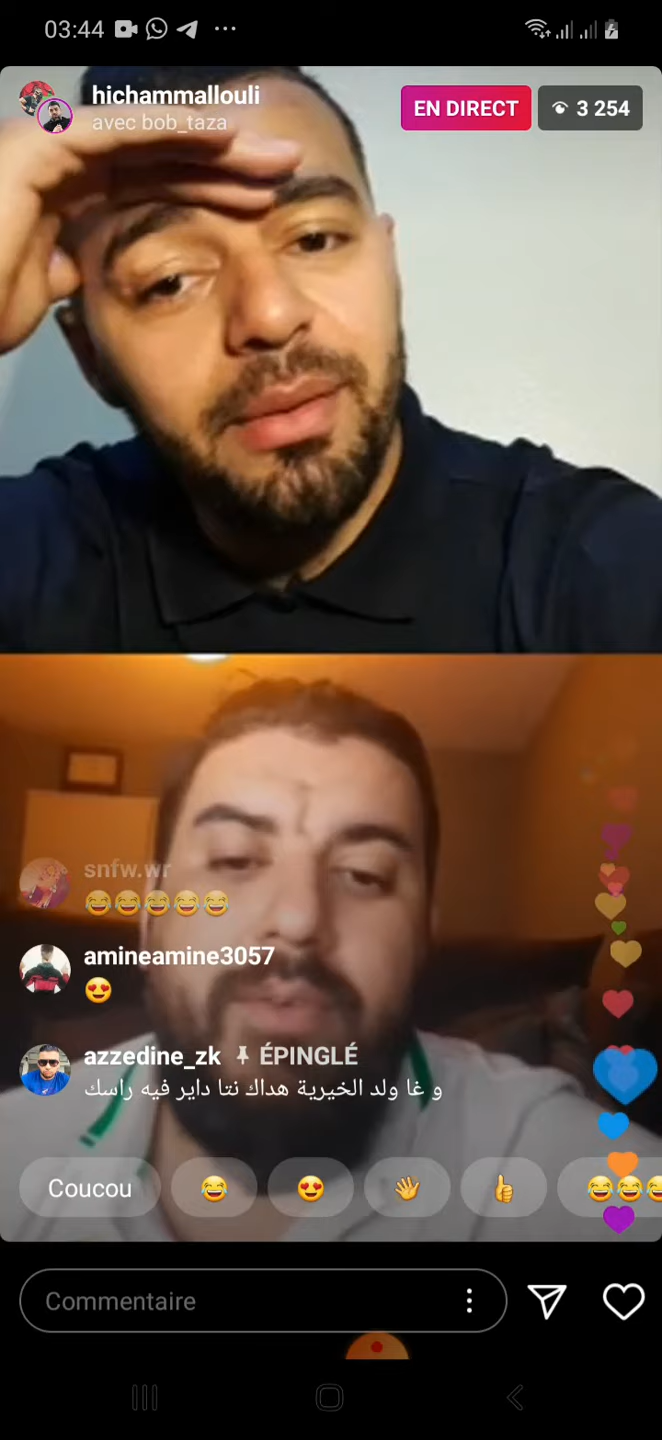 03:44
hichammallouli
avec bob_taza
EN DIRECT
3 254
snfw.wr
😂😂😂😂😂
amineamine3057
😍
azzedine_zk ÉPINGLÉ
و غا ولد الخيرية هداك نتا داير فيه راسك
Coucou 😂 😍 👋 👍 😂😂😂
Commentaire